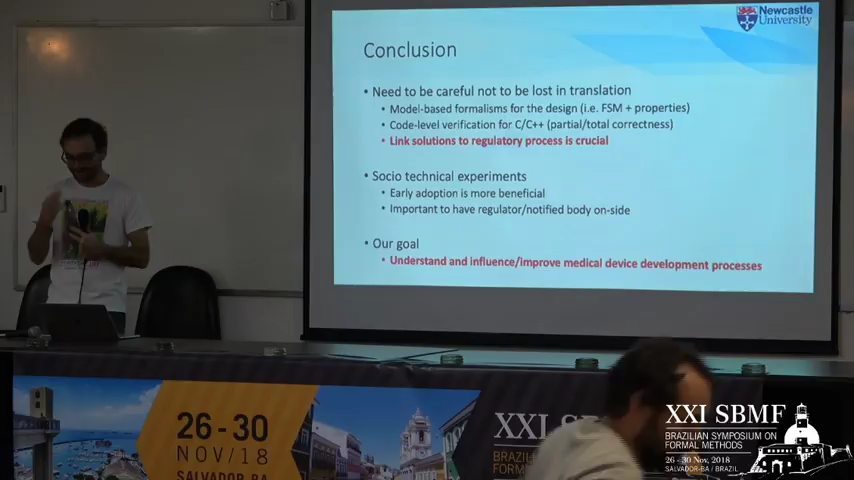 Newcastle
University
Conclusion
• Need to be careful not to be lost in translation
• Model-based formalisms for the design (i.e. FSM + properties)
• Code-level verification for C/C++ (partial/total correctness)
• Link solutions to regulatory process is crucial
• Socio technical experiments
• Early adoption is more beneficial
• Important to have regulator/notified body on-side
• Our goal
• Understand and influence/improve medical device development processes
26-30
NOV/18
SALVADOR-BA
XXI SBMF
XXI SBMF
BRAZILIAN SYMPOSIUM ON
FORMAL METHODS
26 - 30 Nov, 2018
SALVADOR-BA / BRAZIL